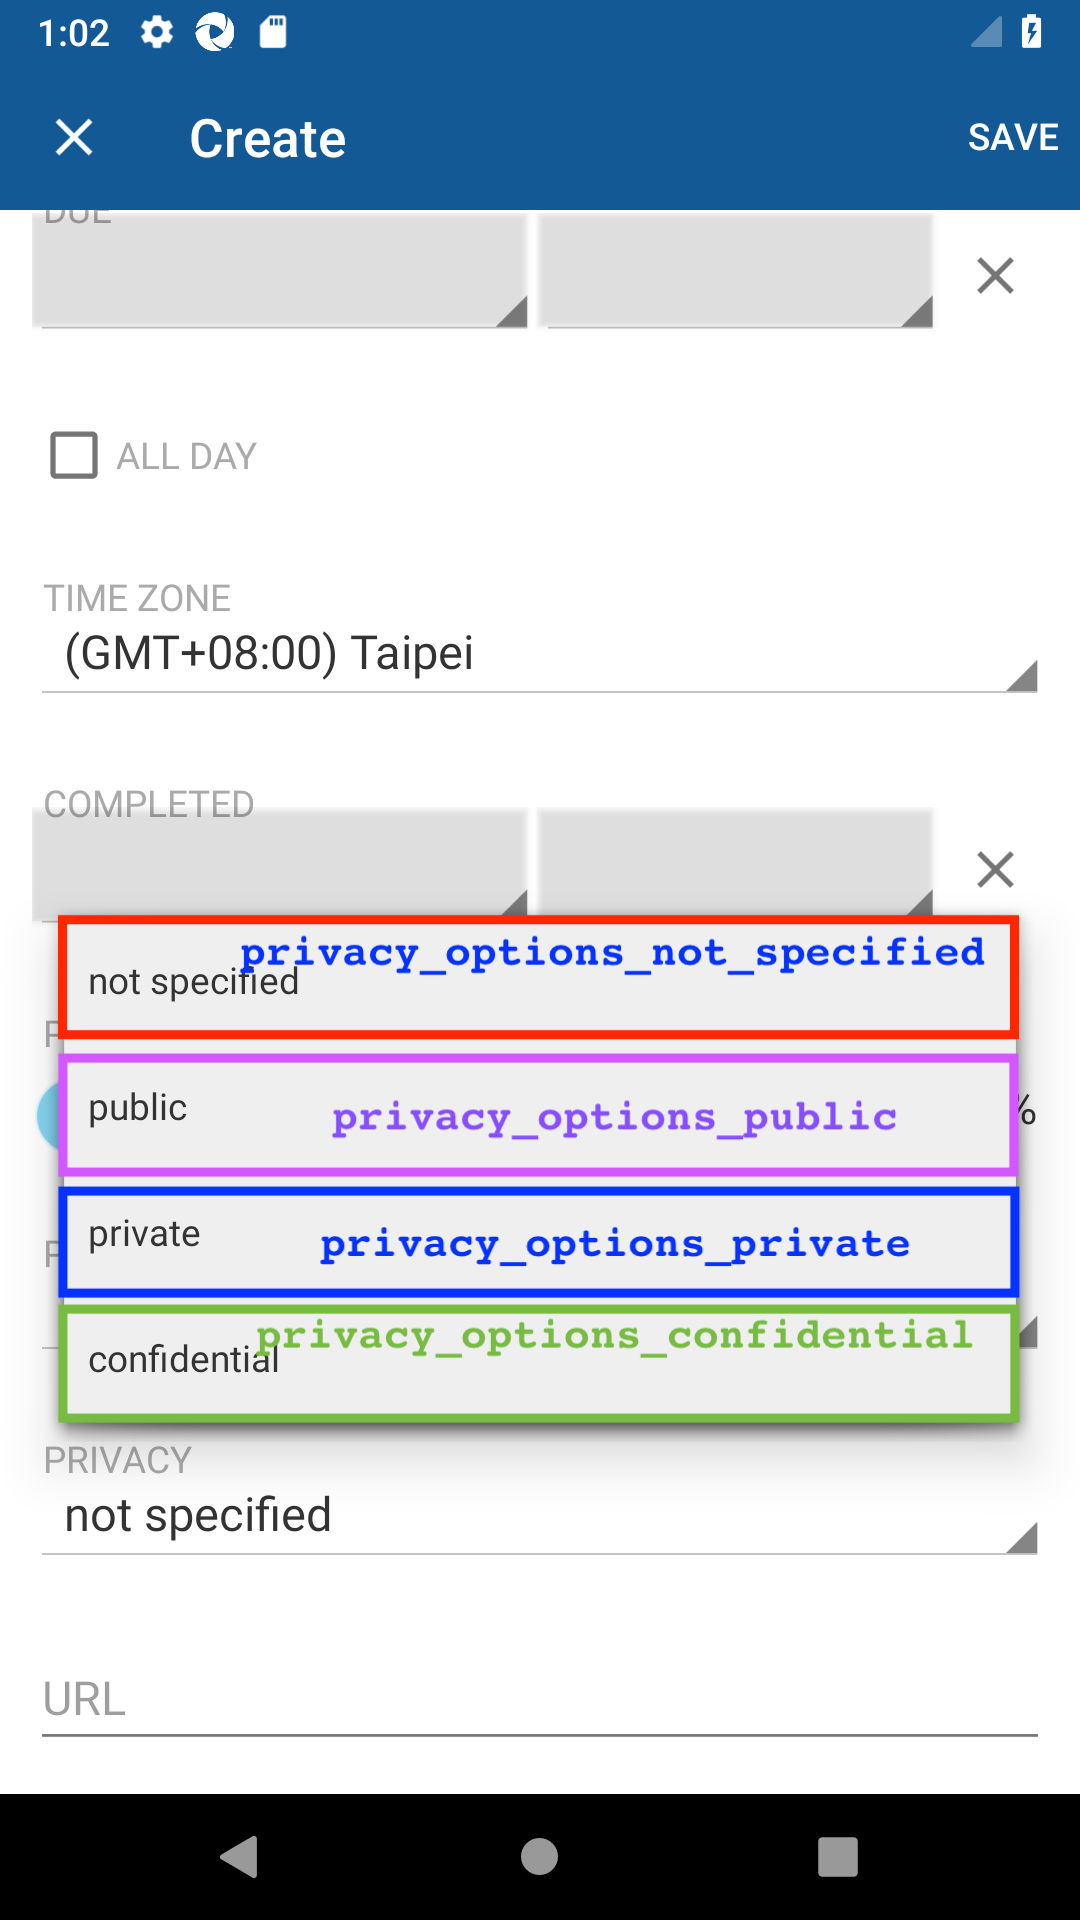 1:02
Create
SAVE
DUE
ALL DAY
TIME ZONE
(GMT+08:00) Taipei
COMPLETED
privacy_options_not_specified
not specified
public
privacy_options_public
%
private
privacy_options_private
privacy_options_confidential
confidential
PRIVACY
not specified
URL